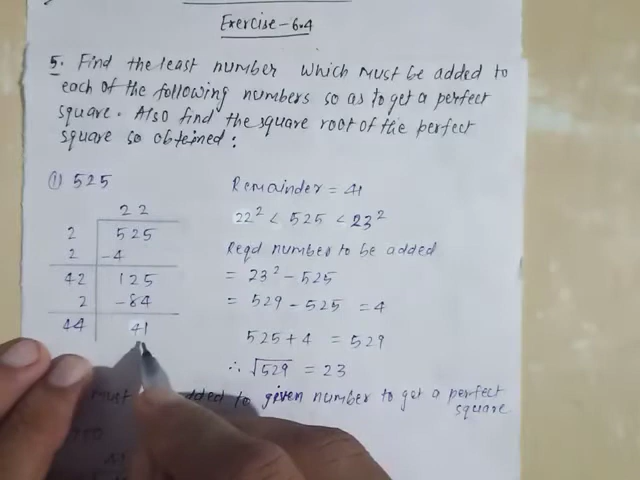 Exercise-6.4
5. Find the least number which must be added to
each of the following numbers so as to get a perfect
square. Also find the square root of the perfect
square so obtained:
① 525
22
2 525
2 -4
42 125
2 -84
44 41
Remainder = 41
22² < 525 < 23²
Reqd number to be added
= 23² - 525
= 529 - 525 = 4
525 + 4 = 529
∴ √529 = 23
must added to given number to get a perfect
square